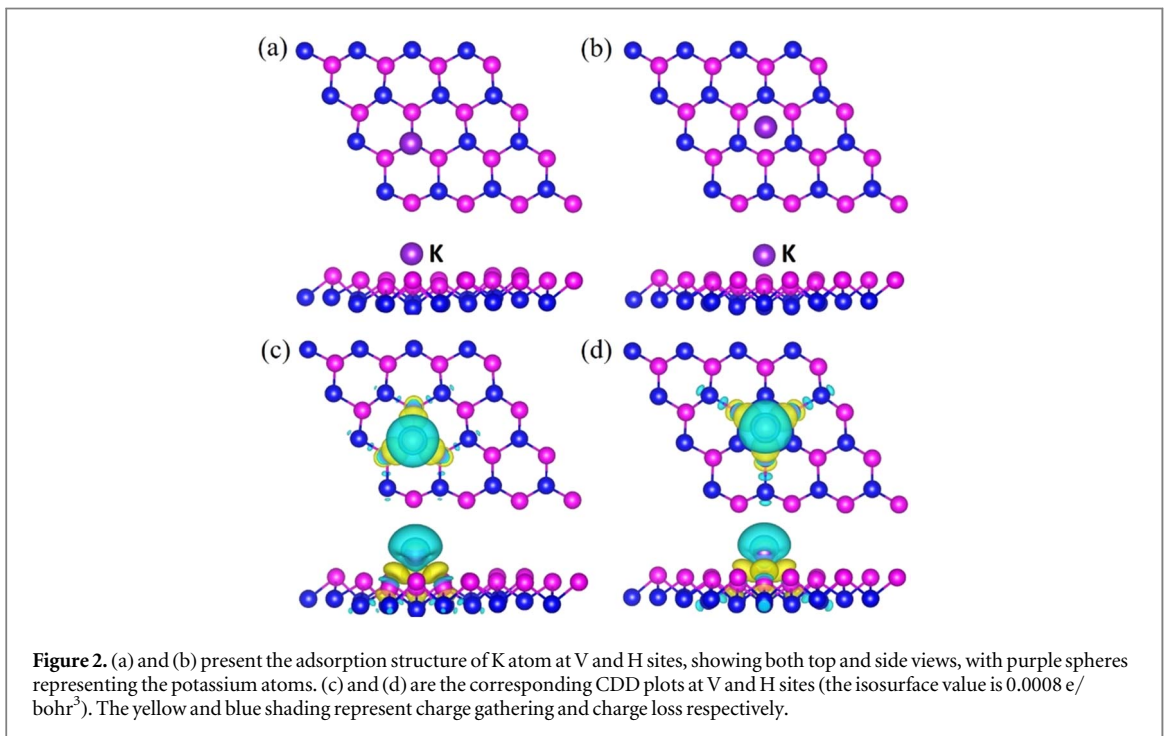 (a)
(b)
K
K
(c)
(d)
Figure 2. (a) and (b) present the adsorption structure of K atom at V and H sites, showing both top and side views, with purple spheres
representing the potassium atoms. (c) and (d) are the corresponding CDD plots at V and H sites (the isosurface value is 0.0008 e/
bohr³). The yellow and blue shading represent charge gathering and charge loss respectively.